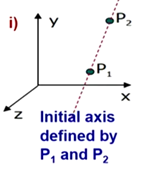 i)
y
P2
P1
x
z
Initial axis
defined by
P1 and P2